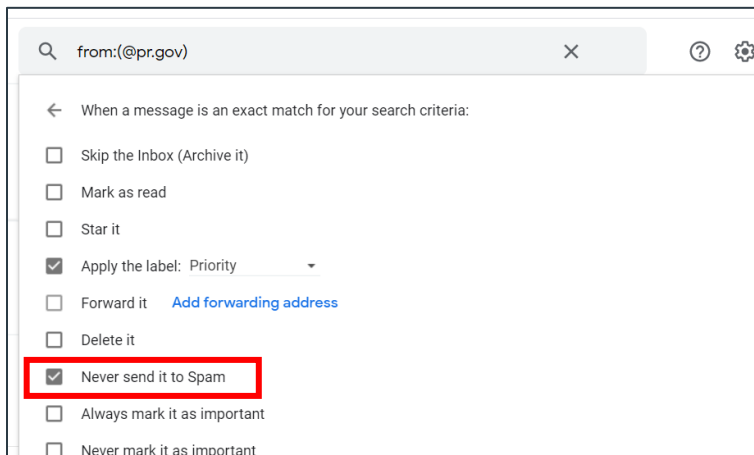 from:(@pr.gov)
When a message is an exact match for your search criteria:
Skip the Inbox (Archive it)
Mark as read
Star it
Apply the label: Priority
Forward it Add forwarding address
Delete it
Never send it to Spam
Always mark it as important
Never mark it as important